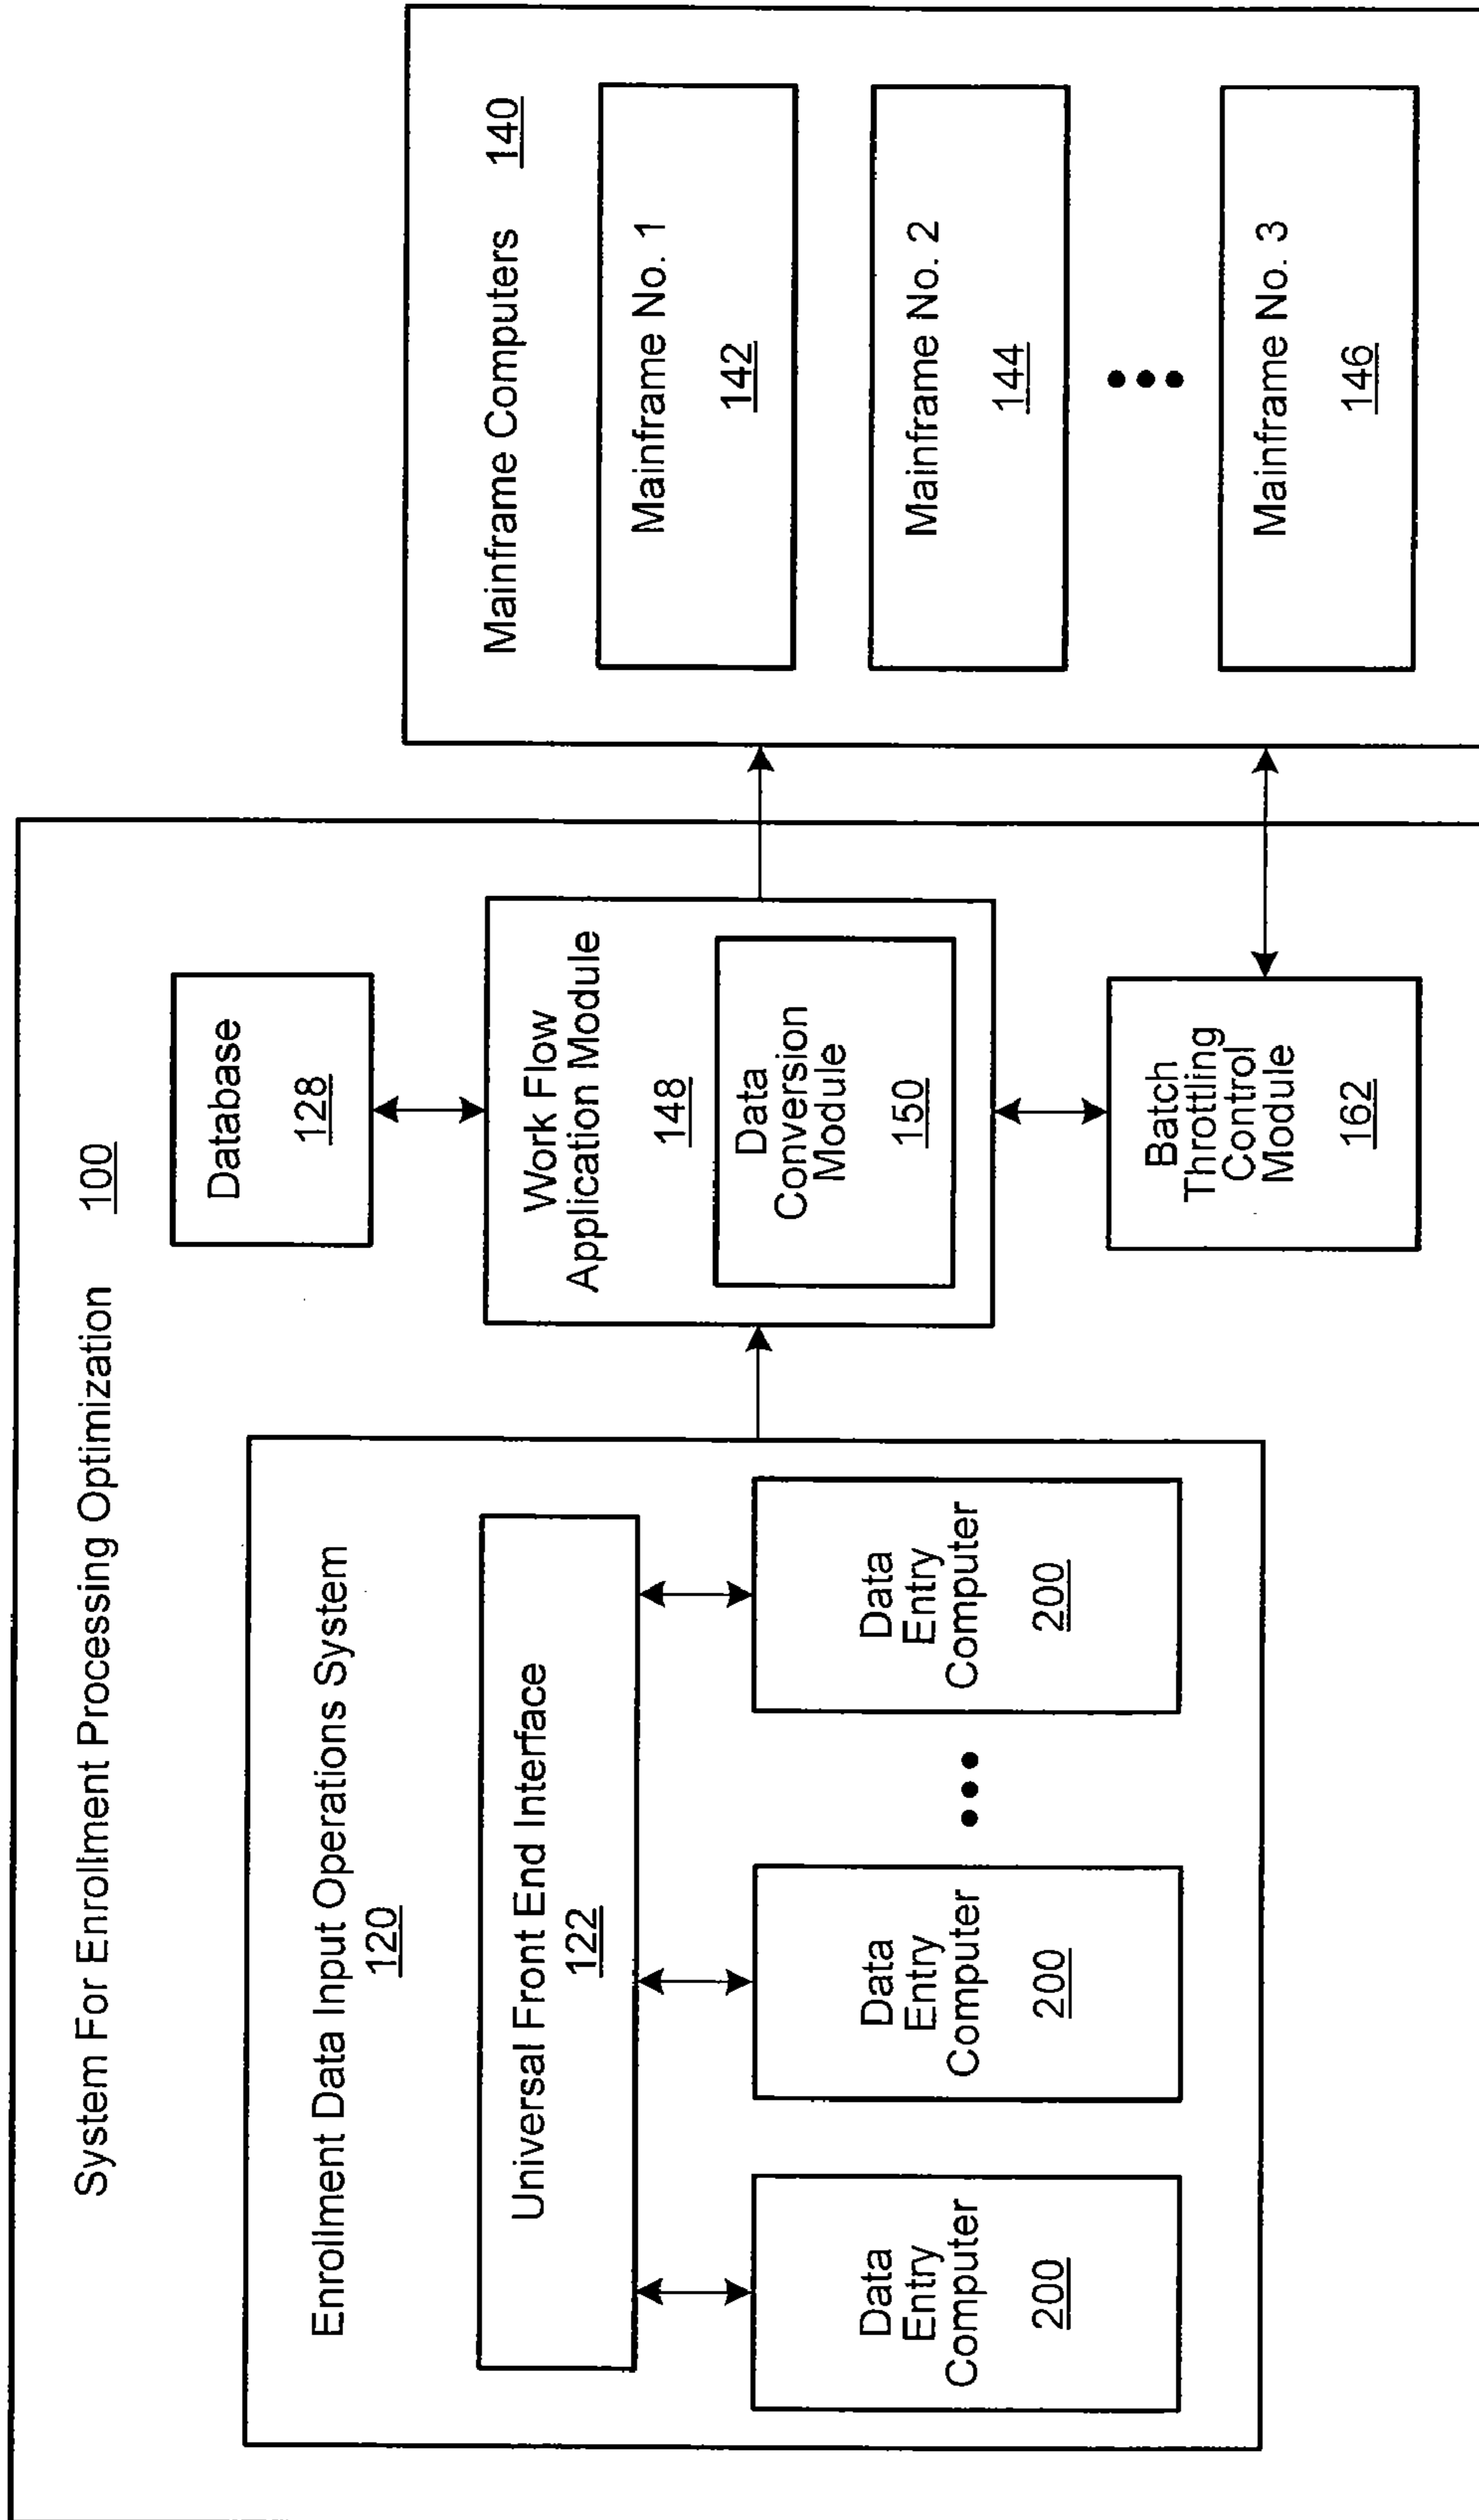 System For Enrollment Processing Optimization 100
Enrollment Data Input Operations System
120
Universal Front End Interface
122
Data
Entry
Computer
200
Data
Entry
Computer
200
Data
Entry
Computer
200
Database
128
Work Flow
Application Module
148
Data
Conversion
Module
150
Batch
Throttling
Control
Module
162
Mainframe Computers 140
Mainframe No. 1
142
Mainframe No. 2
144
Mainframe No. 3
146